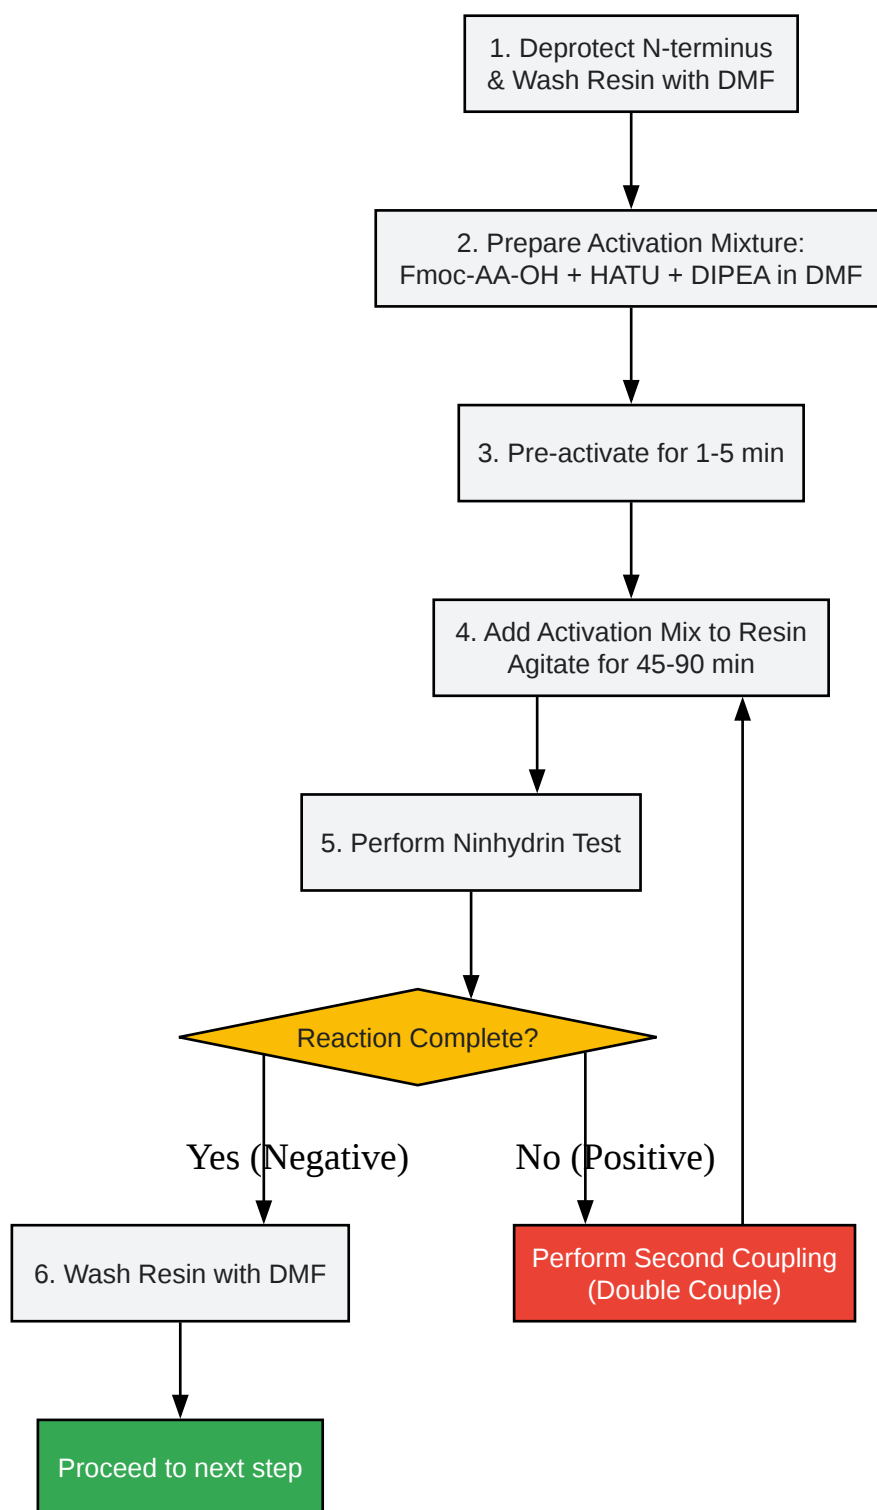 1. Deprotect N-terminus
& Wash Resin with DMF
2. Prepare Activation Mixture:
Fmoc-AA-OH + HATU + DIPEA in DMF
3. Pre-activate for 1-5 min
4. Add Activation Mix to Resin
Agitate for 45-90 min
5. Perform Ninhydrin Test
Reaction Complete?
Yes (Negative)
No (Positive)
6. Wash Resin with DMF
Perform Second Coupling
(Double Couple)
Proceed to next step